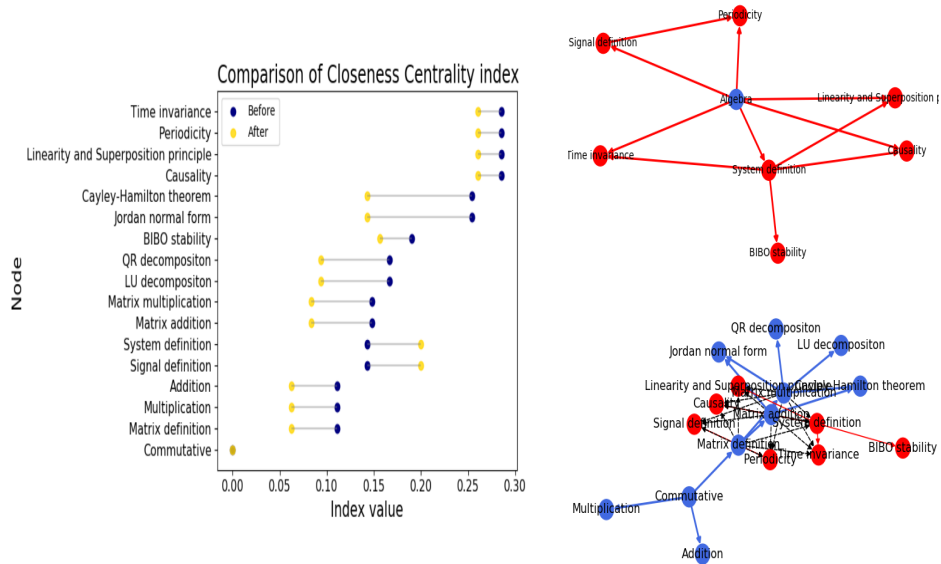 Comparison of Closeness Centrality index
Before
After
Time invariance
Periodicity
Linearity and Superposition principle
Causality
Cayley-Hamilton theorem
Jordan normal form
BIBO stability
QR decompositon
LU decompositon
Matrix multiplication
Matrix addition
System definition
Signal definition
Addition
Multiplication
Matrix definition
Commutative
Node
0.00 0.05 0.10 0.15 0.20 0.25 0.30
Index value
Periodicity
Signal definition
Algebra
Linearity and Superposition p
Causality
Time invariance
System definition
BIBO stability
QR decompositon
LU decompositon
Jordan normal form
Linearity and Superposition principle
Cayley-Hamilton theorem
Matrix multiplication
Causality
Matrix addition
Signal definition
System definition
Matrix definition
BIBO stability
Time invariance
Periodicity
Commutative
Multiplication
Addition